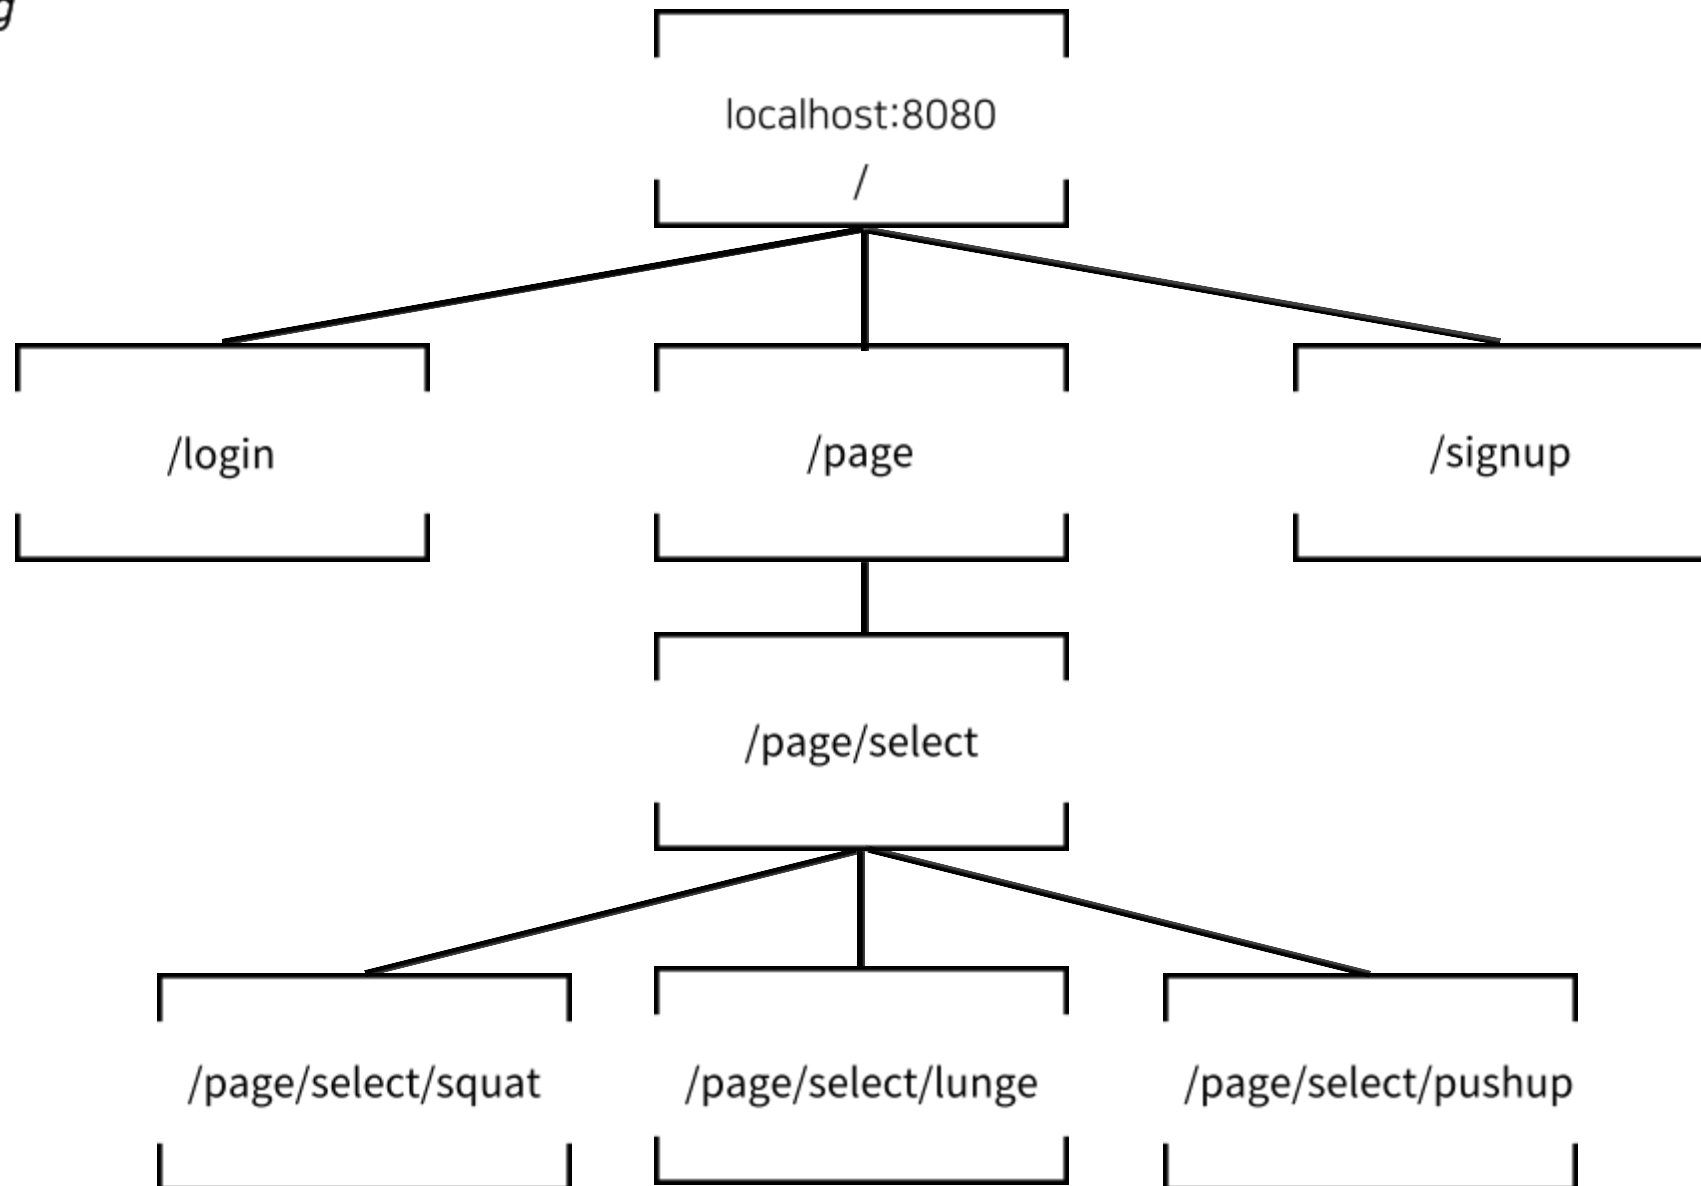 localhost:8080
/
/login
/page
/signup
/page/select
/page/select/squat
/page/select/lunge
/page/select/pushup